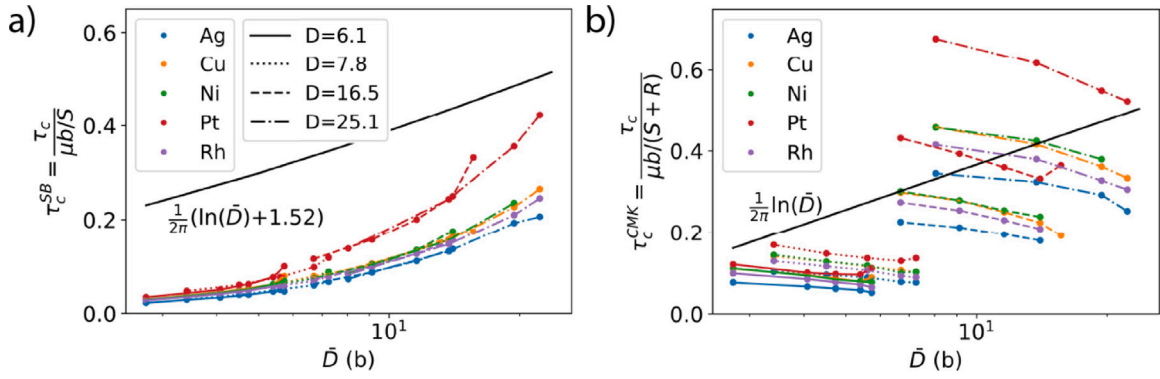 a)
τ_c^{SB} = τ_c / (μb/S)
0.6
0.4
0.2
0.0
Ag
Cu
Ni
Pt
Rh
D=6.1
D=7.8
D=16.5
D=25.1
1/2π (ln(D̄)+1.52)
10^1
D̄ (b)
b)
τ_c^{CMK} = τ_c / (μb/(S + R))
0.6
0.4
0.2
0.0
Ag
Cu
Ni
Pt
Rh
1/2π ln(D̄)
10^1
D̄ (b)